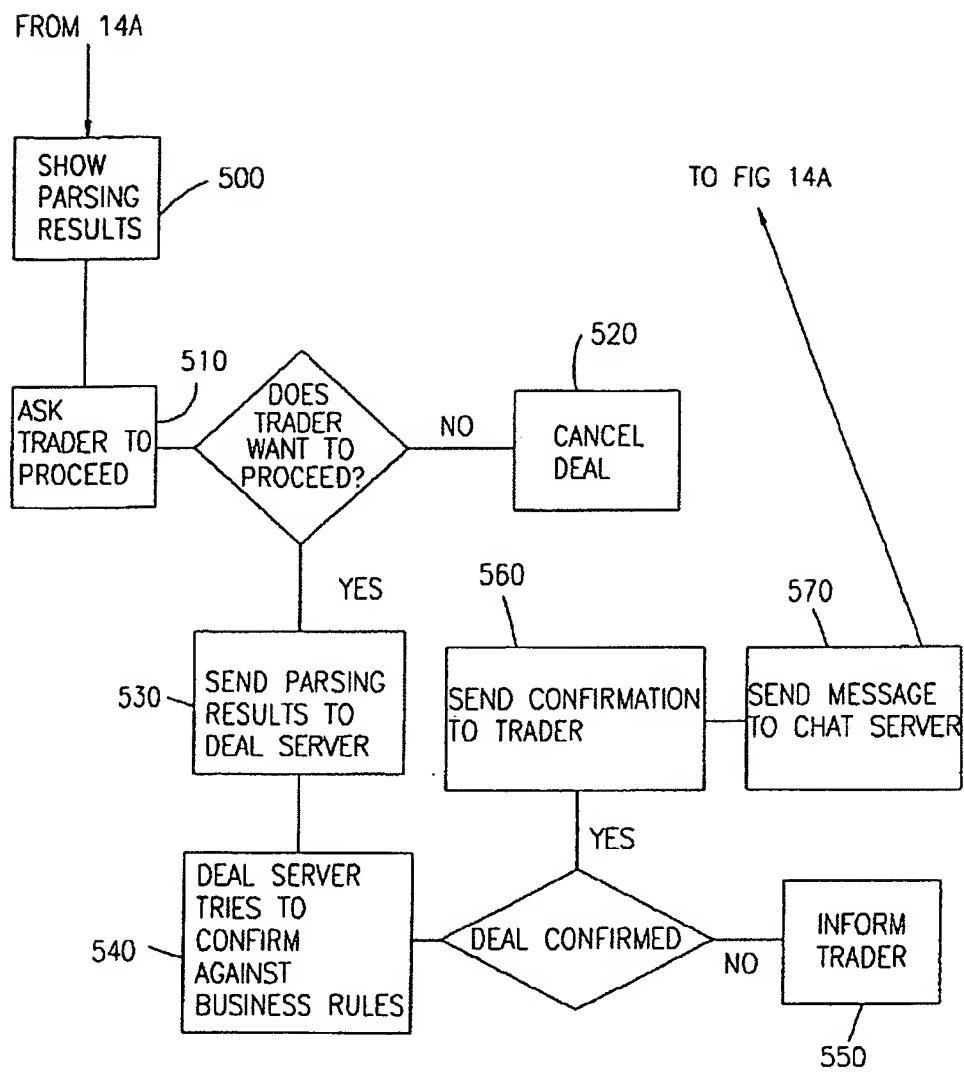 FROM 14A
SHOW
PARSING
RESULTS
500
TO FIG 14A
510
ASK
TRADER TO
PROCEED
DOES
TRADER
WANT TO
PROCEED?
NO
520
CANCEL
DEAL
YES
530
SEND PARSING
RESULTS TO
DEAL SERVER
560
SEND CONFIRMATION
TO TRADER
570
SEND MESSAGE
TO CHAT SERVER
540
DEAL SERVER
TRIES TO
CONFIRM
AGAINST
BUSINESS RULES
YES
DEAL CONFIRMED
NO
INFORM
TRADER
550